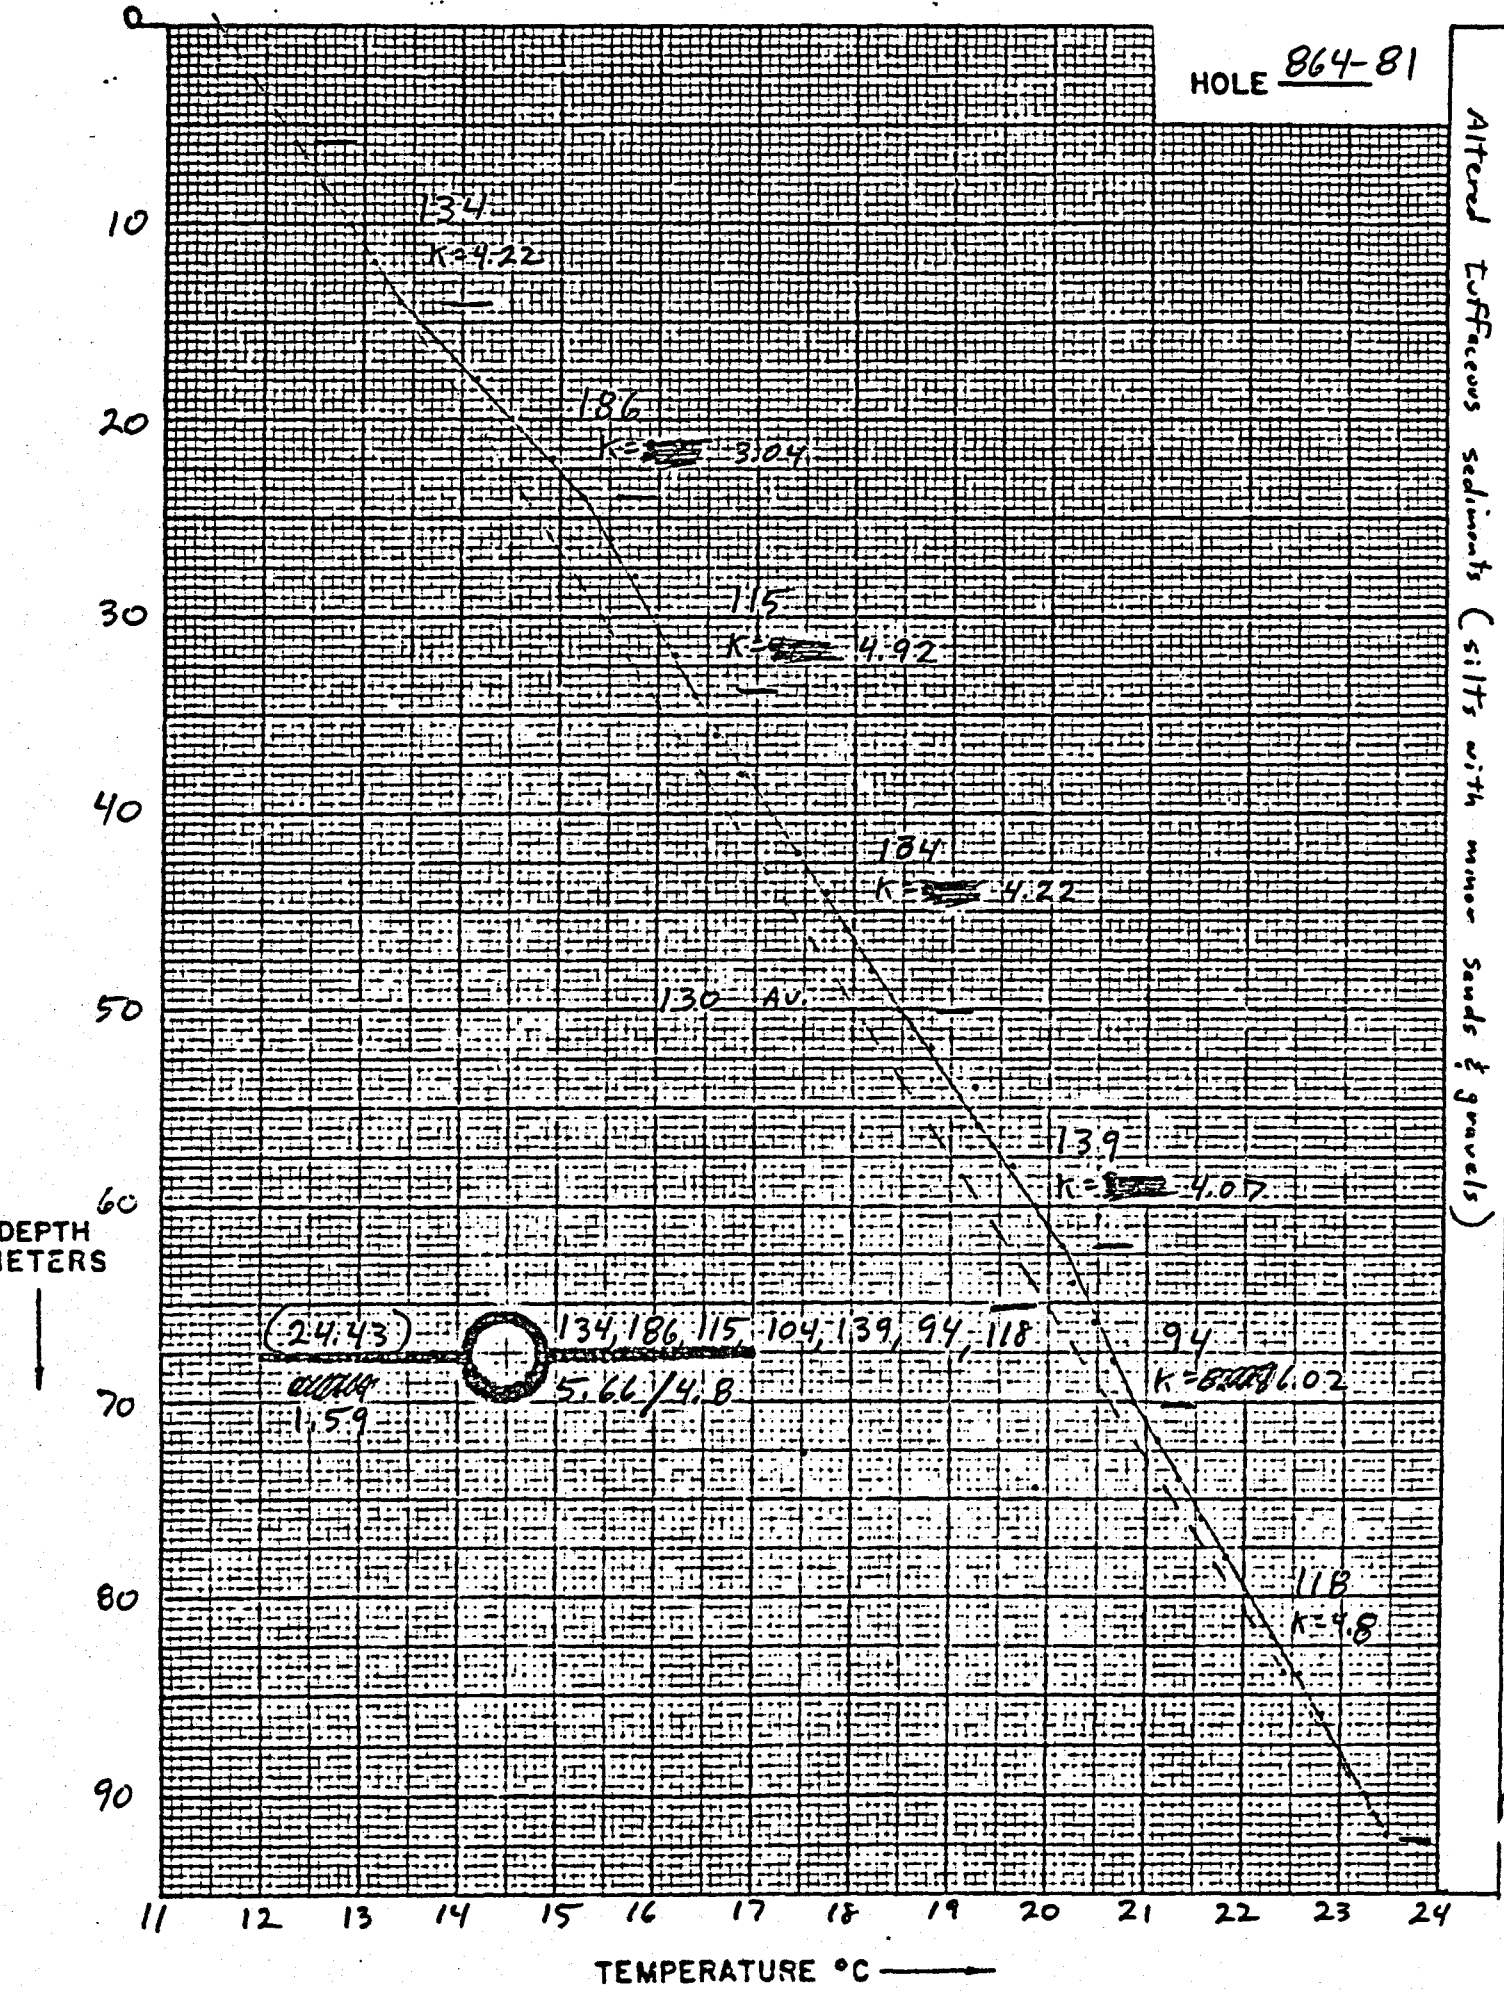 HOLE 864-81
0
10
20
30
40
50
60
70
80
90
DEPTH
METERS
134
K=4.22
186
K= 3.04
115
K= 4.92
134
K= 4.22
130 AV.
139
K= 4.07
(24.43)
1.59
134, 186, 115, 104, 139, 94, 118
5.66/4.8
94
K= 6.02
118
K=4.8
11 12 13 14 15 16 17 18 19 20 21 22 23 24
TEMPERATURE °C
Altered tuffaceous sediments (silts with minor sands & gravels)